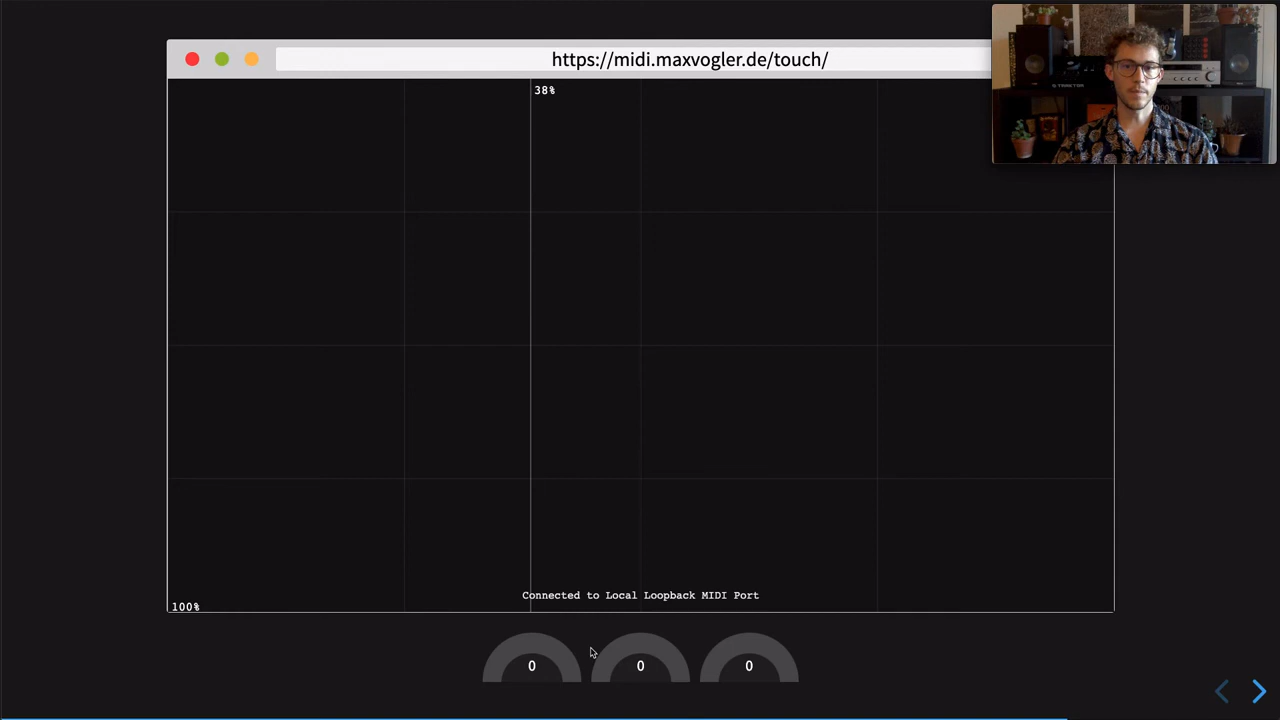 https://midi.maxvogler.de/touch/
38%
Connected to Local Loopback MIDI Port
100%
0 0 0